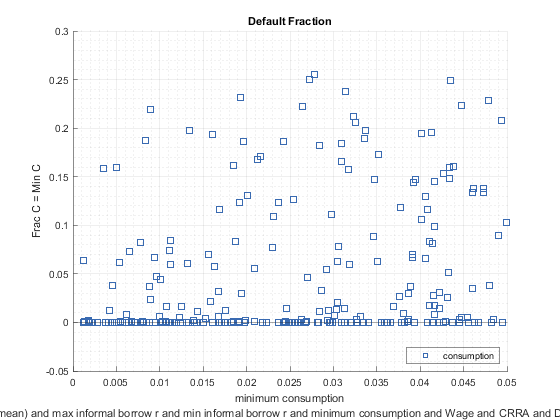 Default Fraction
0.3
0.25
0.2
0.15
0.1
0.05
0
-0.05
Frac C = Min C
consumption
0 0.005 0.01 0.015 0.02 0.025 0.03 0.035 0.04 0.045 0.05
minimum consumption
mean) and max informal borrow r and min informal borrow r and minimum consumption and Wage and CRRA and